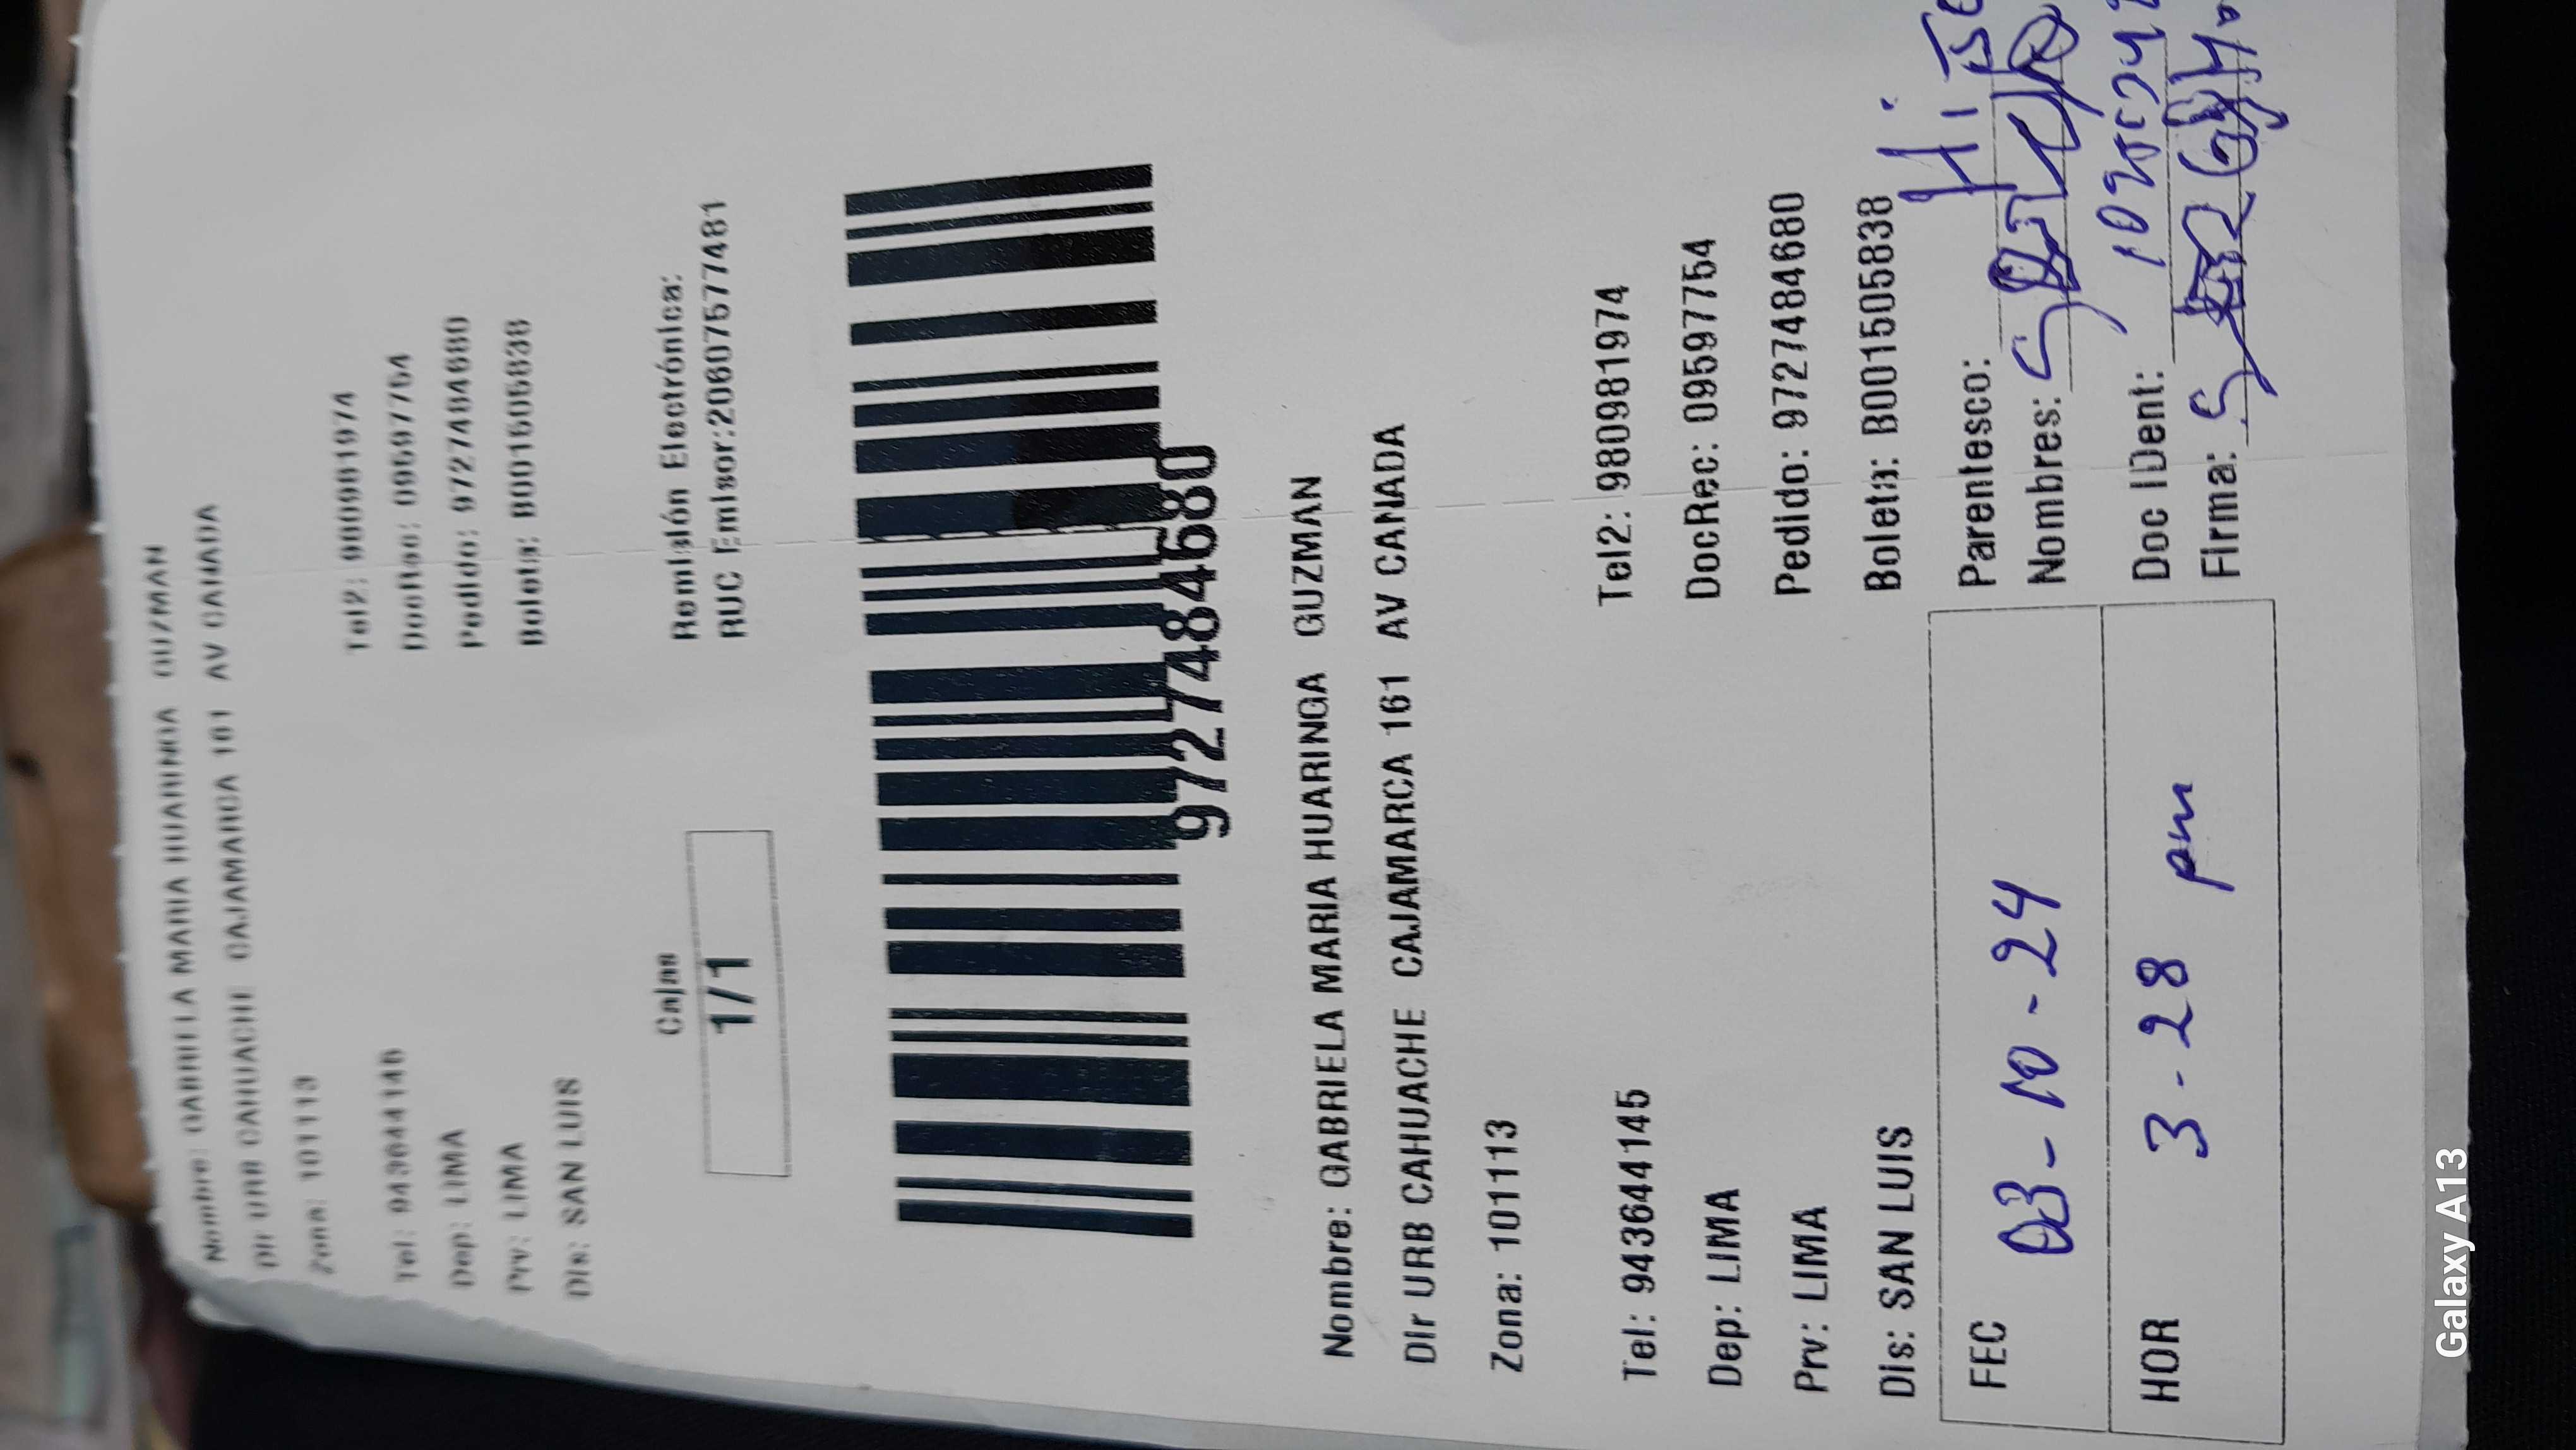 Nombre: GABRIELA MARIA HUARINGA GUZMAN
Dir URB CAHUACHE CAJAMARCA 161 AV CANADA
Zona: 101113
Tel: 943644145 Tel2: 980981974
Dep: LIMA DocRec: 09597754
Prv: LIMA Pedido: 9727484680
Dis: SAN LUIS Boleta: B001505838
Cajas Remisión Electrónica:
1/1 RUC Emisor:20607577481
9727484680
Nombre: GABRIELA MARIA HUARINGA GUZMAN
Dir URB CAHUACHE CAJAMARCA 161 AV CANADA
Zona: 101113
Tel: 943644145 Tel2: 980981974
Dep: LIMA DocRec: 09597754
Prv: LIMA Pedido: 9727484680
Dis: SAN LUIS Boleta: B001505838
FEC 03-10-24 Parentesco:
Nombres:
HOR 3-28 pm Doc IDent:
Firma:
Galaxy A13